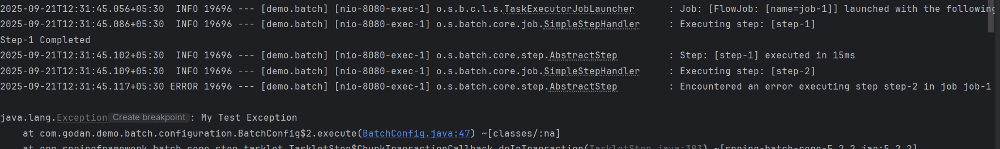 2025-09-21T12:31:45.056+05:30  INFO 19696 --- [demo.batch] [nio-8080-exec-1] o.s.b.c.l.s.TaskExecutorJobLauncher      : Job: [FlowJob: [name=job-1]] launched with the following
2025-09-21T12:31:45.086+05:30  INFO 19696 --- [demo.batch] [nio-8080-exec-1] o.s.batch.core.job.SimpleStepHandler     : Executing step: [step-1]
Step-1 Completed
2025-09-21T12:31:45.102+05:30  INFO 19696 --- [demo.batch] [nio-8080-exec-1] o.s.batch.core.step.AbstractStep         : Step: [step-1] executed in 15ms
2025-09-21T12:31:45.109+05:30  INFO 19696 --- [demo.batch] [nio-8080-exec-1] o.s.batch.core.job.SimpleStepHandler     : Executing step: [step-2]
2025-09-21T12:31:45.117+05:30 ERROR 19696 --- [demo.batch] [nio-8080-exec-1] o.s.batch.core.step.AbstractStep         : Encountered an error executing step step-2 in job job-1
java.lang.Exception Create breakpoint : My Test Exception
    at com.godan.demo.batch.configuration.BatchConfig$2.execute(BatchConfig.java:47) ~[classes/:na]
    at org.springframework.batch.core.step.tasklet.TaskletStep$ChunkTransactionCallback.doInTransaction(TaskletStep.java:383) ~[spring-batch-core-5.2.2.jar:5.2.2]